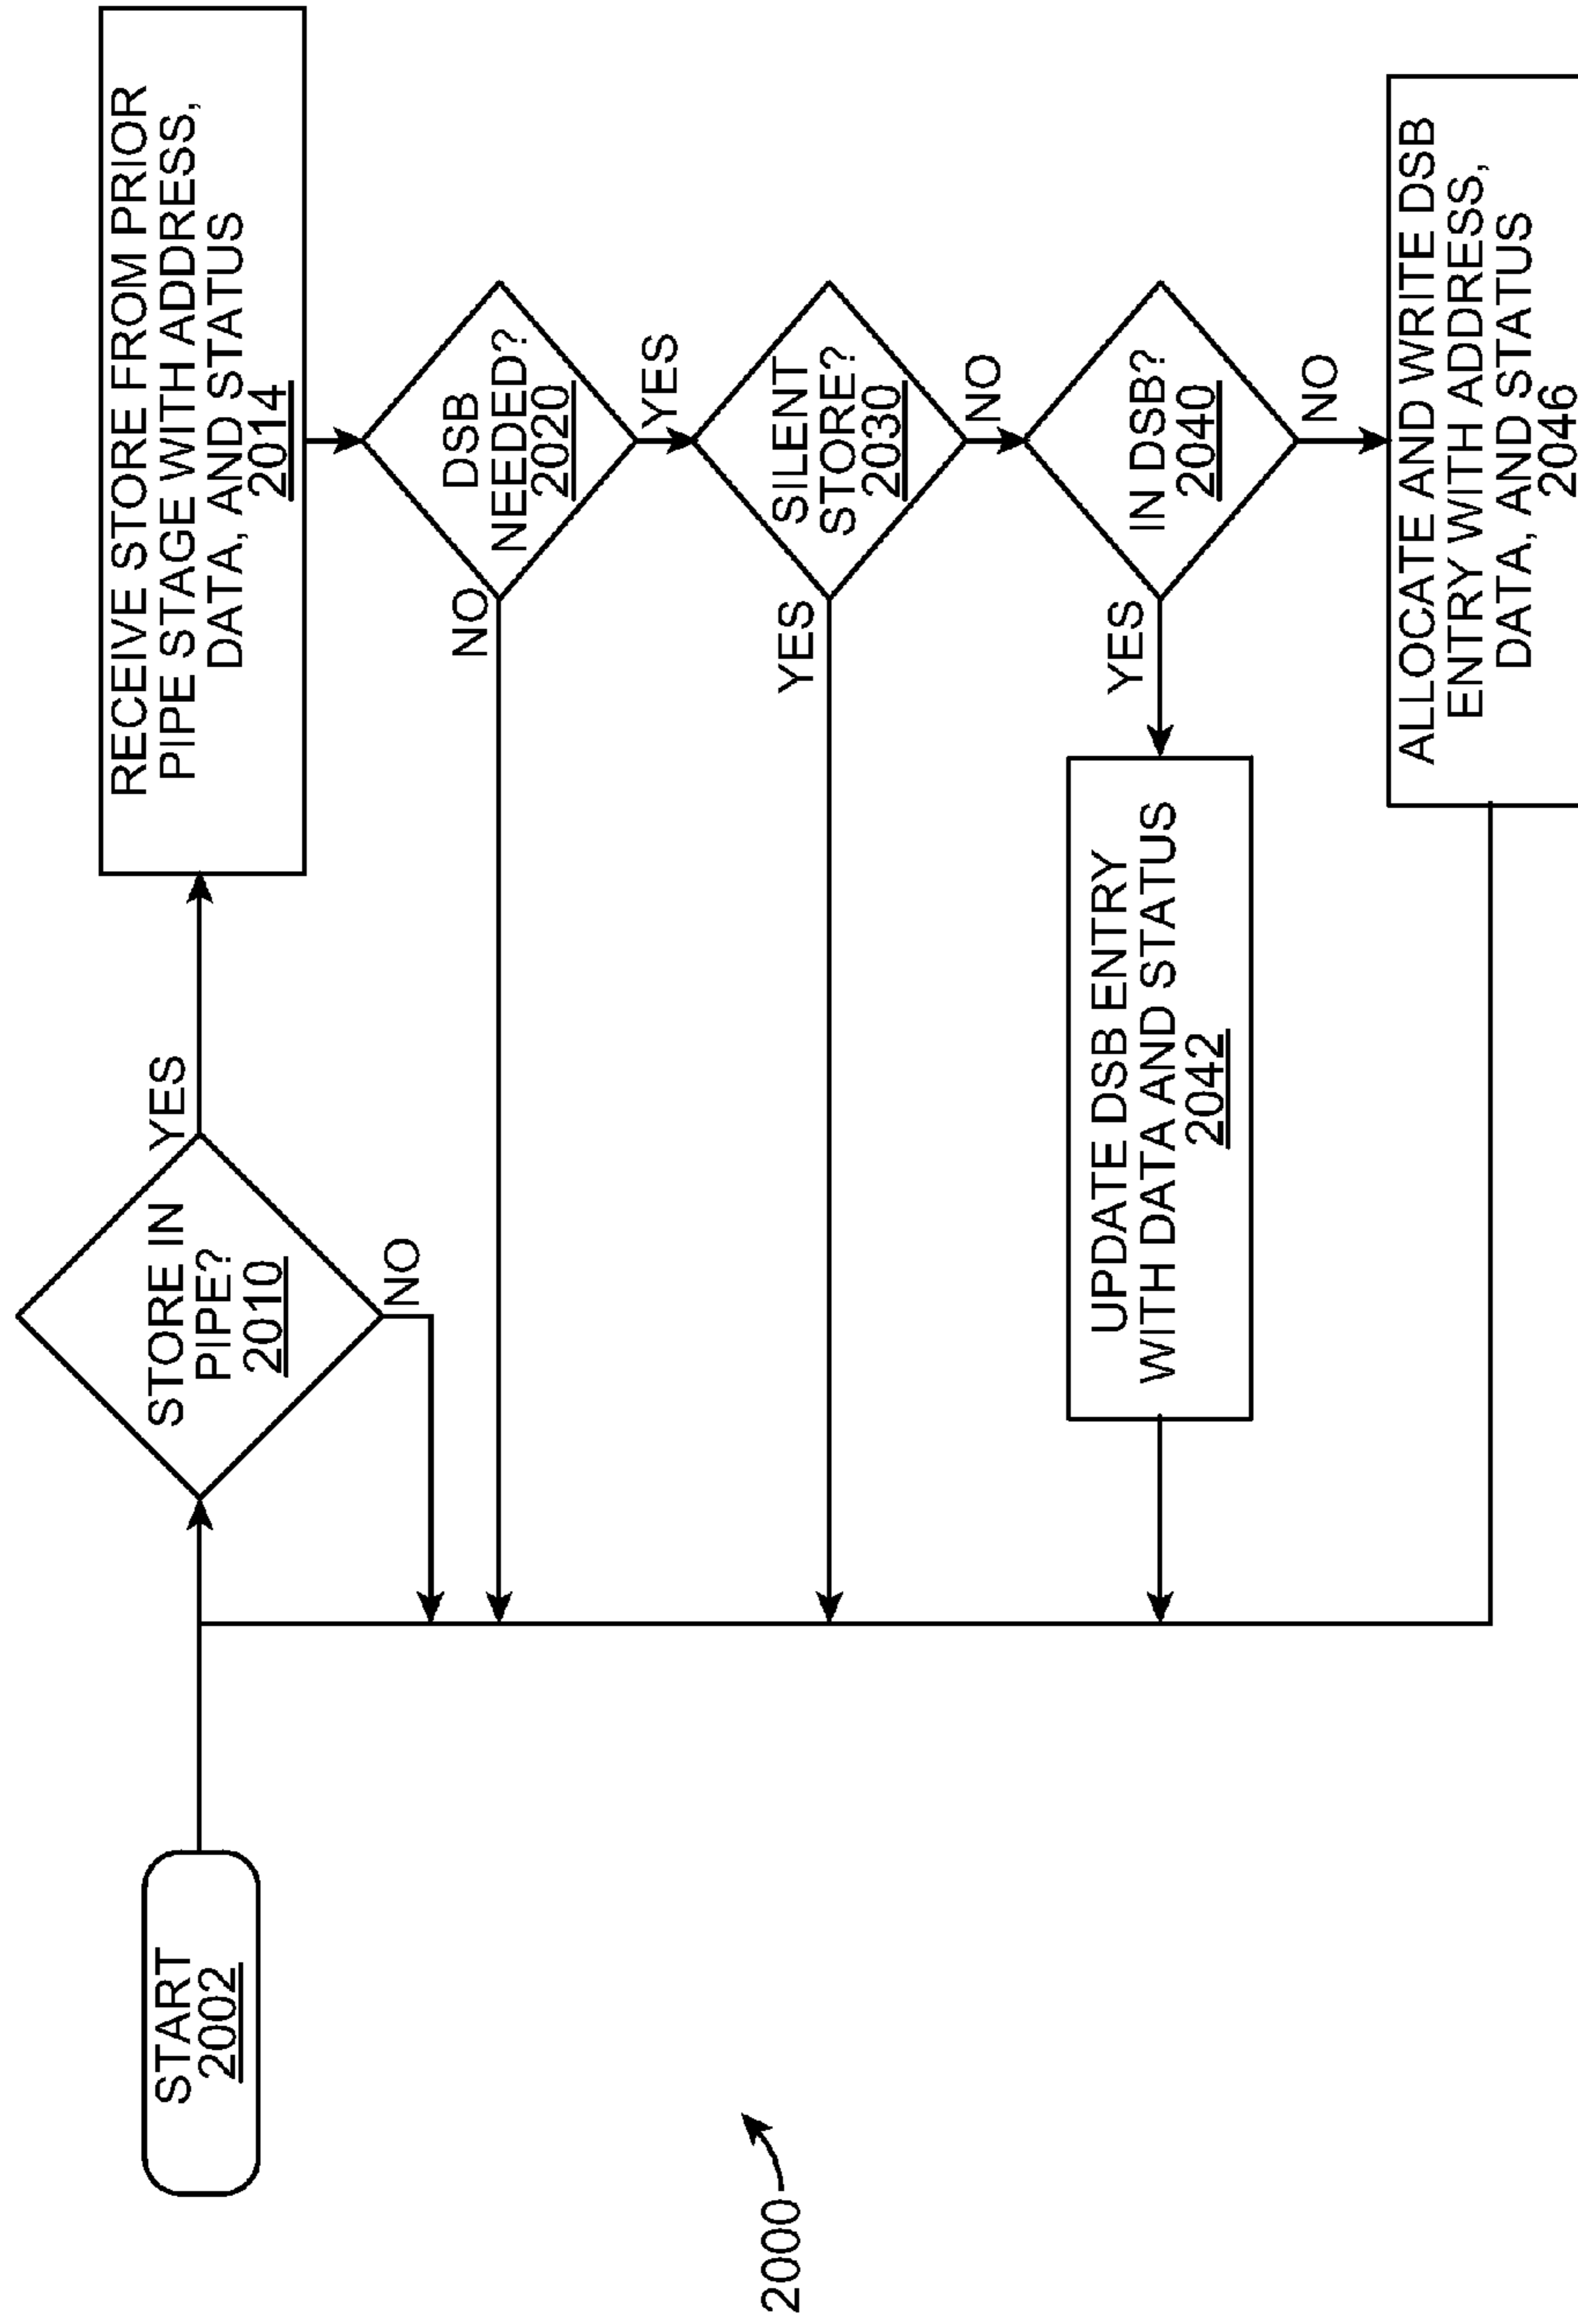 START
2002
STORE IN
PIPE?
2010
YES
NO
RECEIVE STORE FROM PRIOR
PIPE STAGE WITH ADDRESS,
DATA, AND STATUS
2014
DSB
NEEDED?
2020
NO
YES
SILENT
STORE?
2030
YES
NO
IN DSB?
2040
YES
NO
UPDATE DSB ENTRY
WITH DATA AND STATUS
2042
ALLOCATE AND WRITE DSB
ENTRY WITH ADDRESS,
DATA, AND STATUS
2046
2000